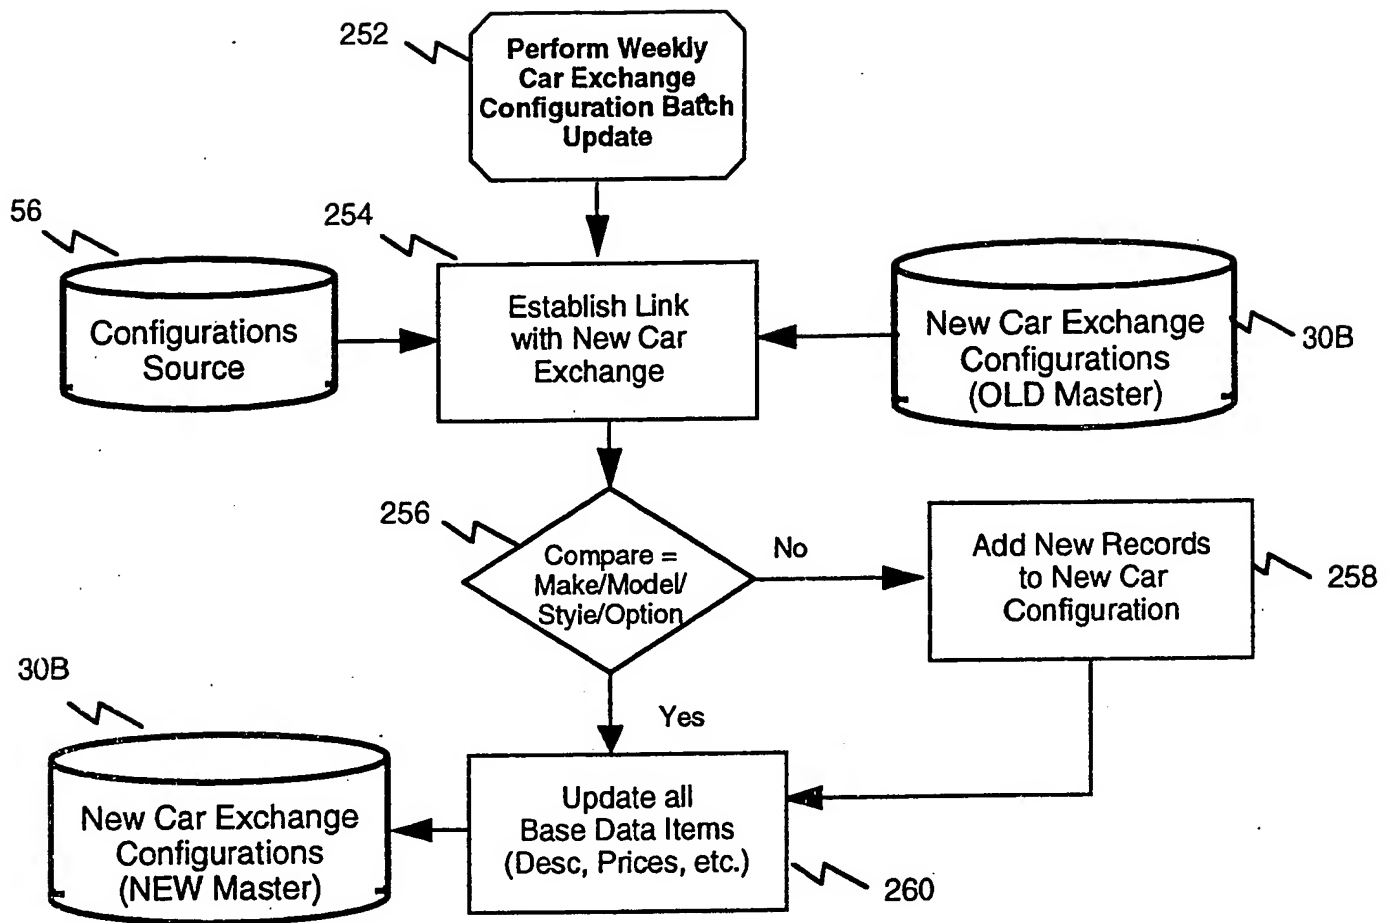 252
Perform Weekly
Car Exchange
Configuration Batch
Update
56
254
Configurations
Source
Establish Link
with New Car
Exchange
New Car Exchange
Configurations
(OLD Master)
30B
256
Compare =
Make/Model/
Style/Option
No
Add New Records
to New Car
Configuration
258
30B
Yes
New Car Exchange
Configurations
(NEW Master)
Update all
Base Data Items
(Desc, Prices, etc.)
260